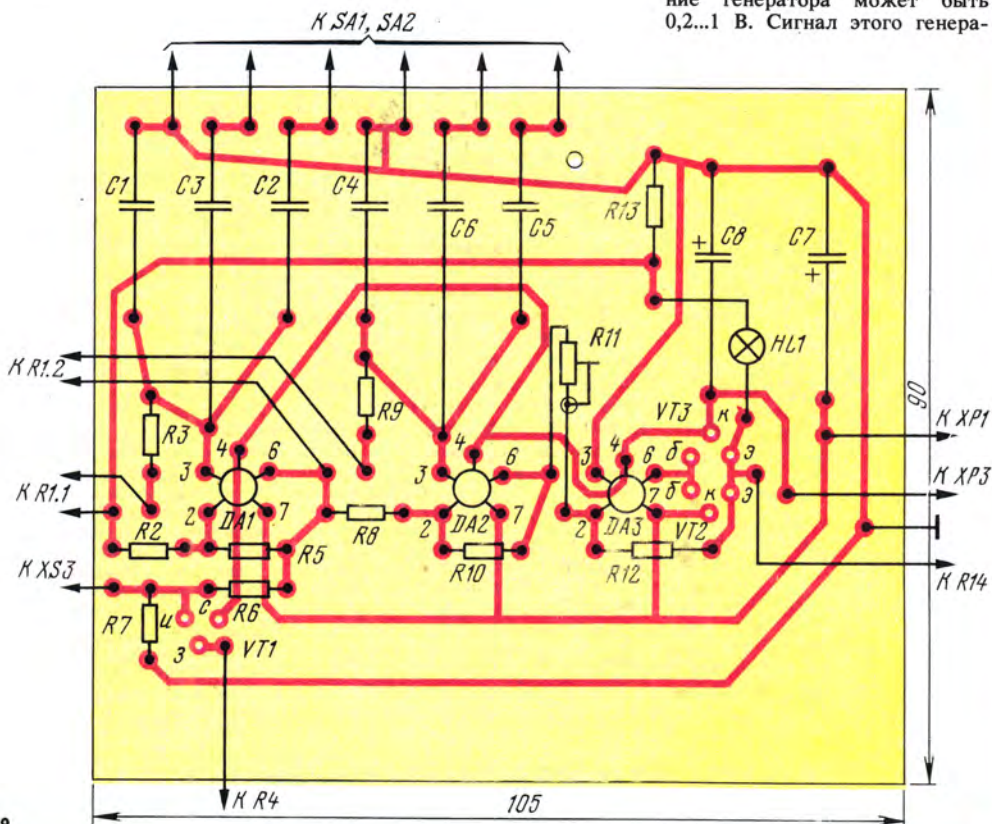 ние генератора может быть
0,2...1 В. Сигнал этого генера-
К SA1, SA2
C1
C3
C2
C4
C6
C5
R13
C8
+
C7
+
R11
HL1
90
К R1.2
R3
R9
VT3
к
К XP1
4
3
6
4
3
6
3
4
6
б
э
К XP3
К R1.1
2
DA1
7
R8
2
DA2
7
2
DA3
7
б
к
э
VT2
R2
R5
R10
R12
К R14
К XS3
R7
и
с
R6
з
VT1
К R4
105